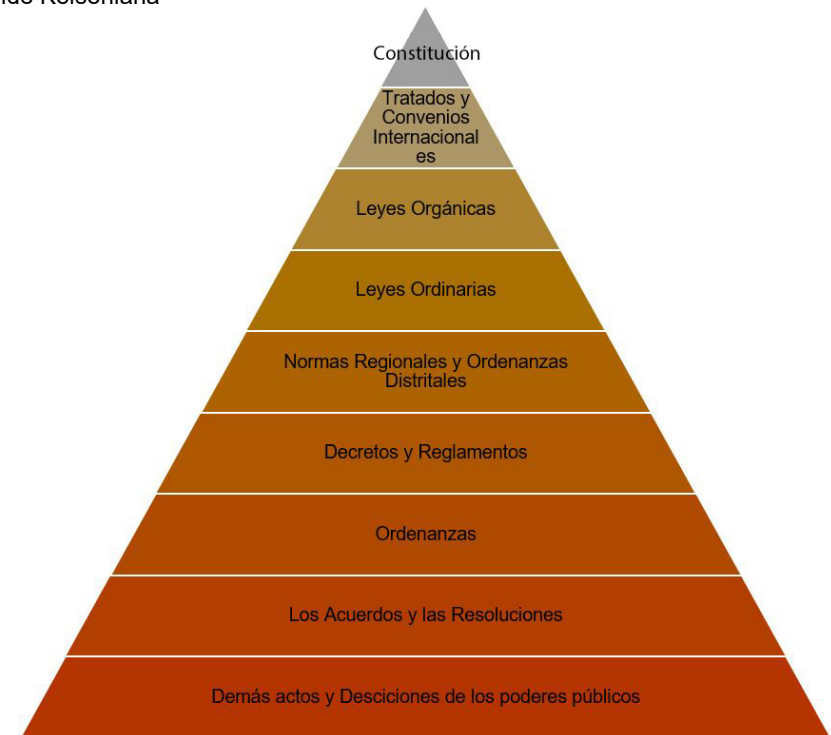 Kelseniana
Constitución
Tratados y
Convenios
Internacional
es
Leyes Orgánicas
Leyes Ordinarias
Normas Regionales y Ordenanzas
Distritales
Decretos y Reglamentos
Ordenanzas
Los Acuerdos y las Resoluciones
Demás actos y Desciciones de los poderes públicos